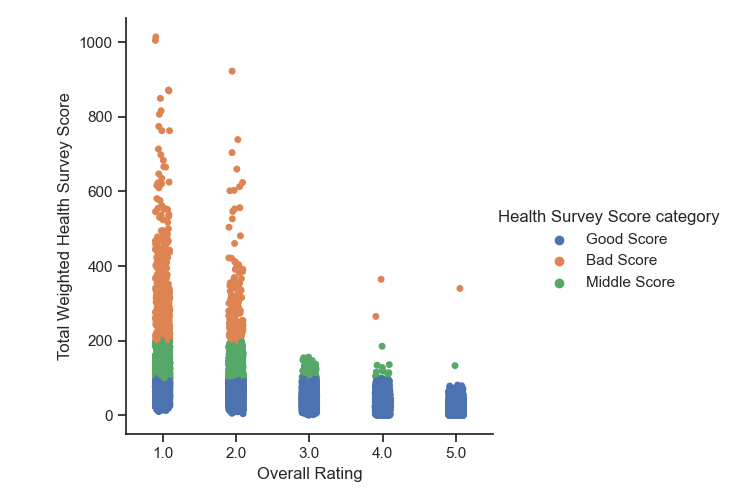 1000
800
600
400
200
0
Total Weighted Health Survey Score
1.0 2.0 3.0 4.0 5.0
Overall Rating
Health Survey Score category
Good Score
Bad Score
Middle Score